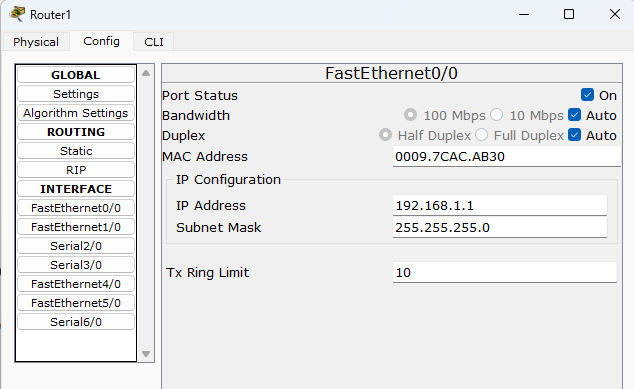 Router1
Physical Config CLI
GLOBAL
Settings
Algorithm Settings
ROUTING
Static
RIP
INTERFACE
FastEthernet0/0
FastEthernet1/0
Serial2/0
Serial3/0
FastEthernet4/0
FastEthernet5/0
Serial6/0
FastEthernet0/0
Port Status On
Bandwidth 100 Mbps 10 Mbps Auto
Duplex Half Duplex Full Duplex Auto
MAC Address 0009.7CAC.AB30
IP Configuration
IP Address 192.168.1.1
Subnet Mask 255.255.255.0
Tx Ring Limit 10